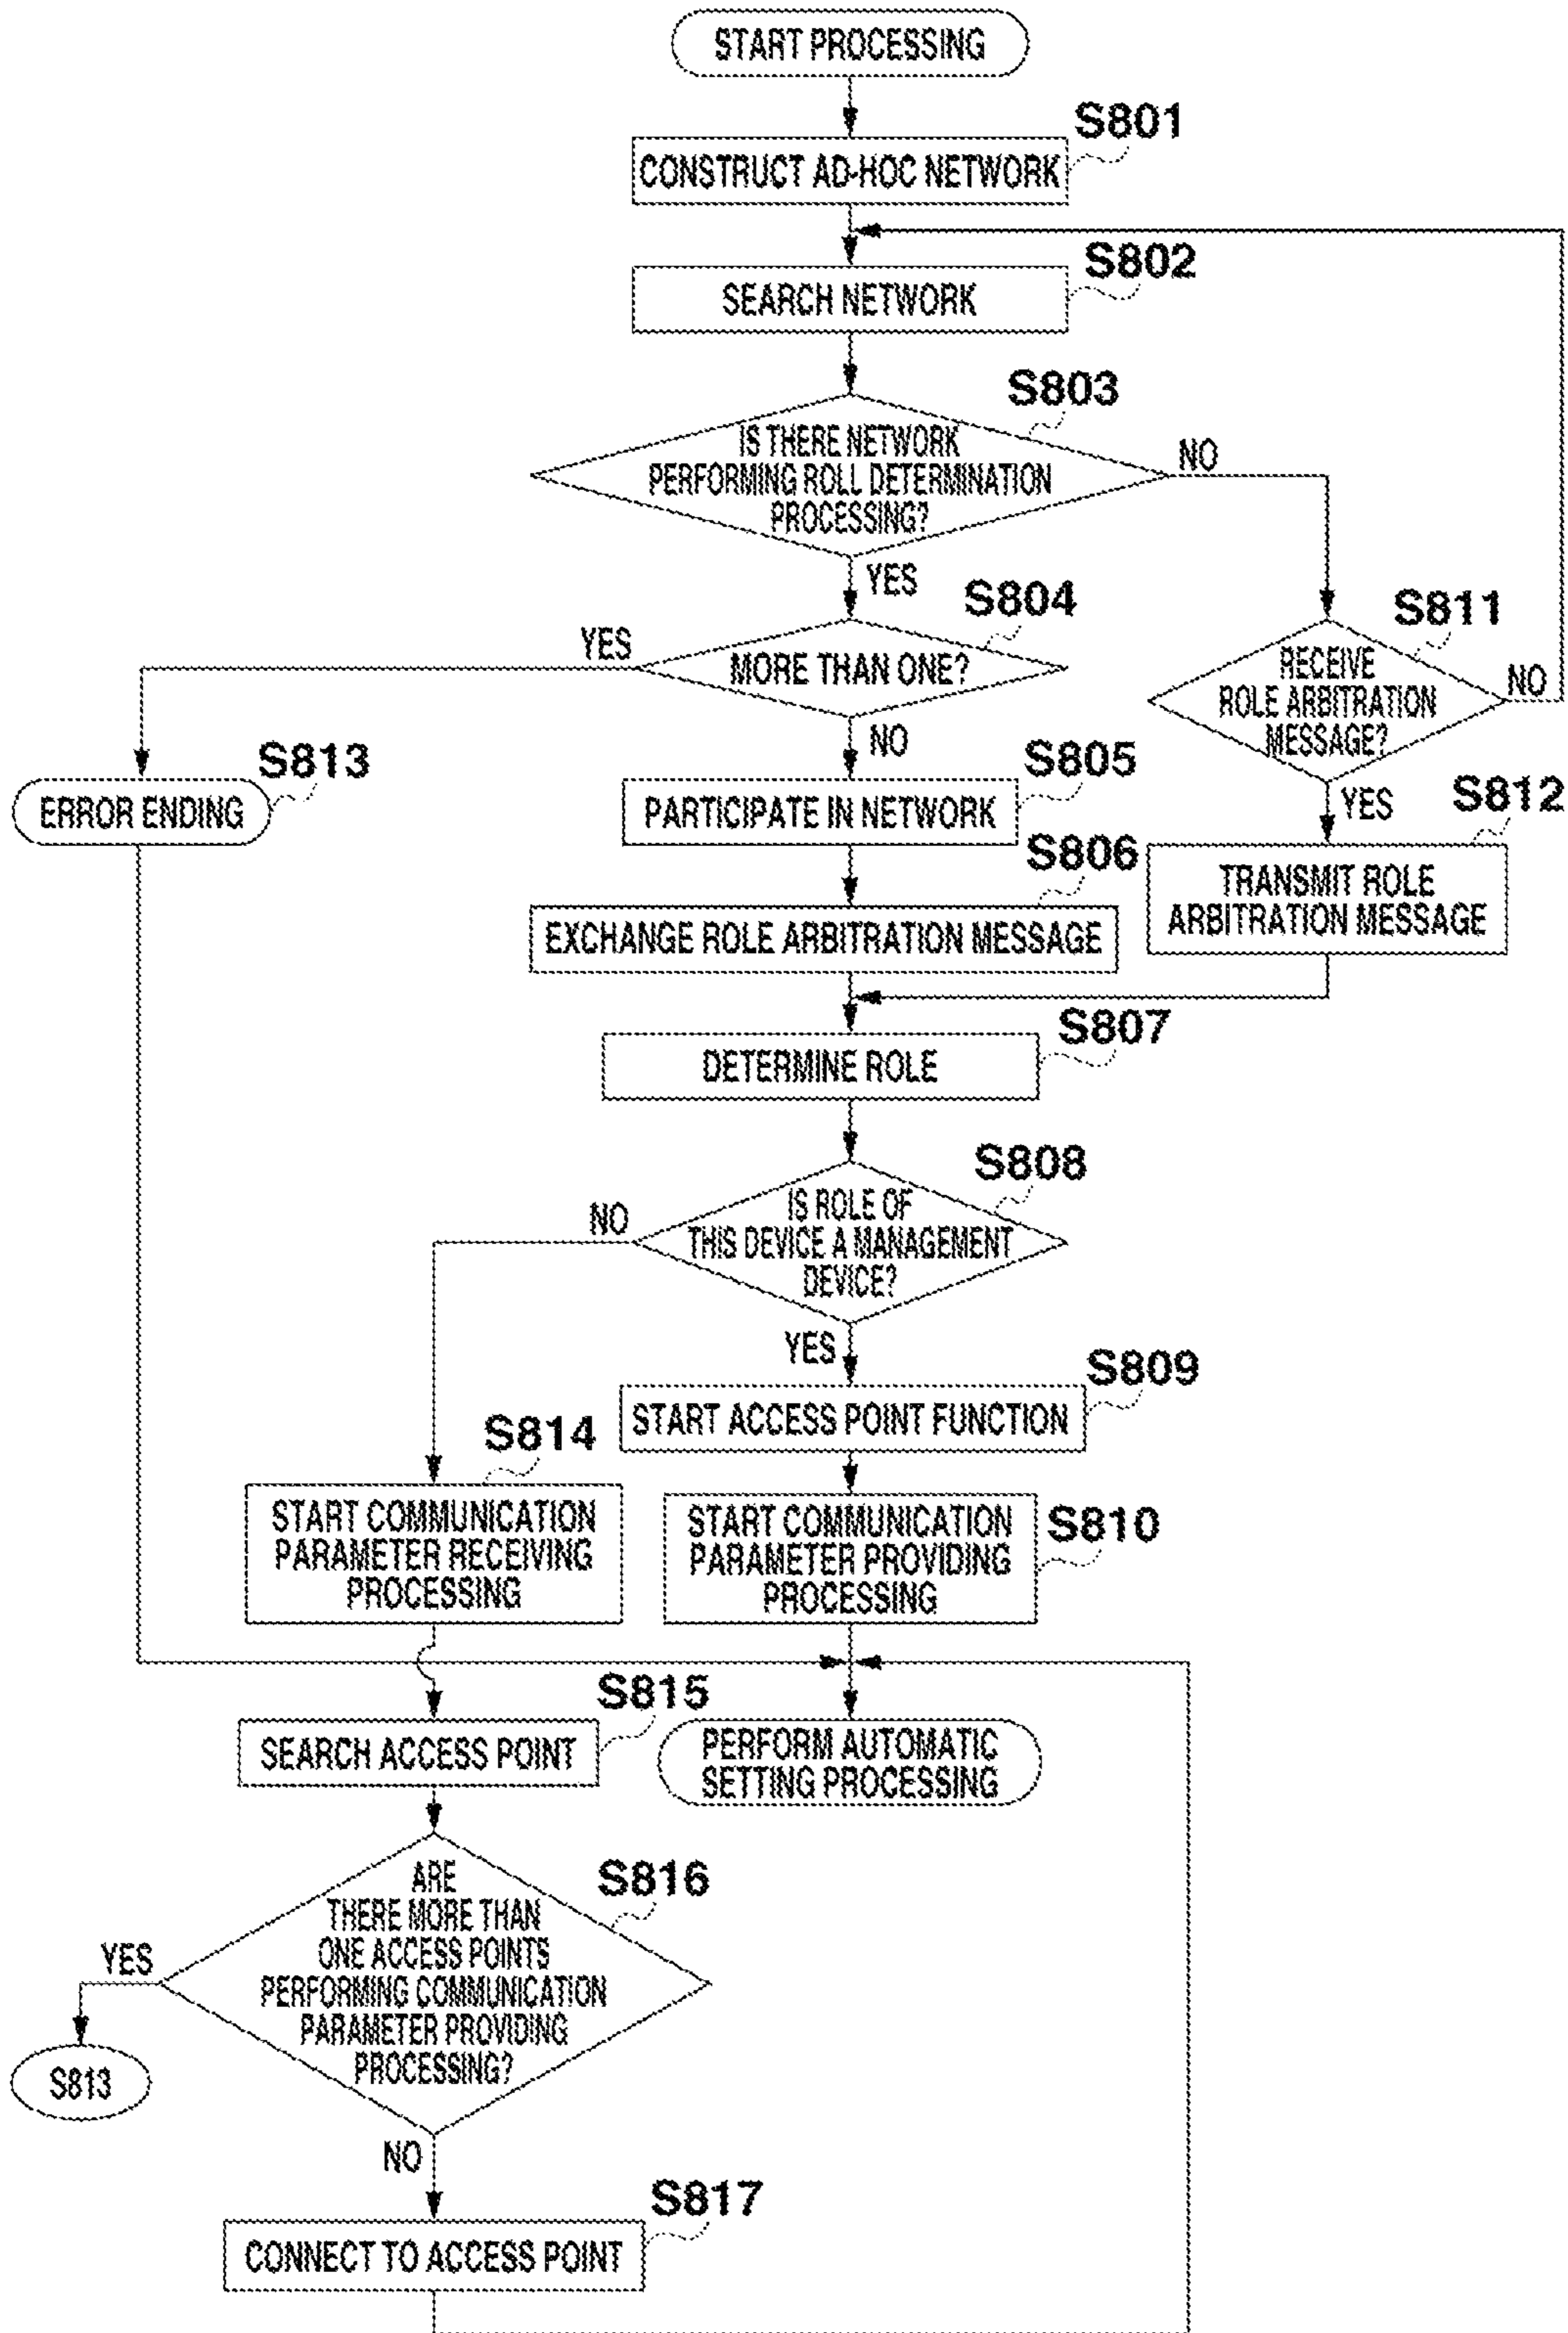 START PROCESSING
S801
CONSTRUCT AD-HOC NETWORK
S802
SEARCH NETWORK
S803
IS THERE NETWORK
PERFORMING ROLL DETERMINATION
PROCESSING?
NO
YES
S804
MORE THAN ONE?
YES
NO
S811
RECEIVE
ROLE ARBITRATION
MESSAGE?
NO
YES
S813
ERROR ENDING
S805
PARTICIPATE IN NETWORK
S812
TRANSMIT ROLE
ARBITRATION MESSAGE
S806
EXCHANGE ROLE ARBITRATION MESSAGE
S807
DETERMINE ROLE
S808
IS ROLE OF
THIS DEVICE A MANAGEMENT
DEVICE?
NO
YES
S809
START ACCESS POINT FUNCTION
S814
START COMMUNICATION
PARAMETER RECEIVING
PROCESSING
S810
START COMMUNICATION
PARAMETER PROVIDING
PROCESSING
S815
SEARCH ACCESS POINT
PERFORM AUTOMATIC
SETTING PROCESSING
S816
ARE
THERE MORE THAN
ONE ACCESS POINTS
PERFORMING COMMUNICATION
PARAMETER PROVIDING
PROCESSING?
YES
S813
NO
S817
CONNECT TO ACCESS POINT